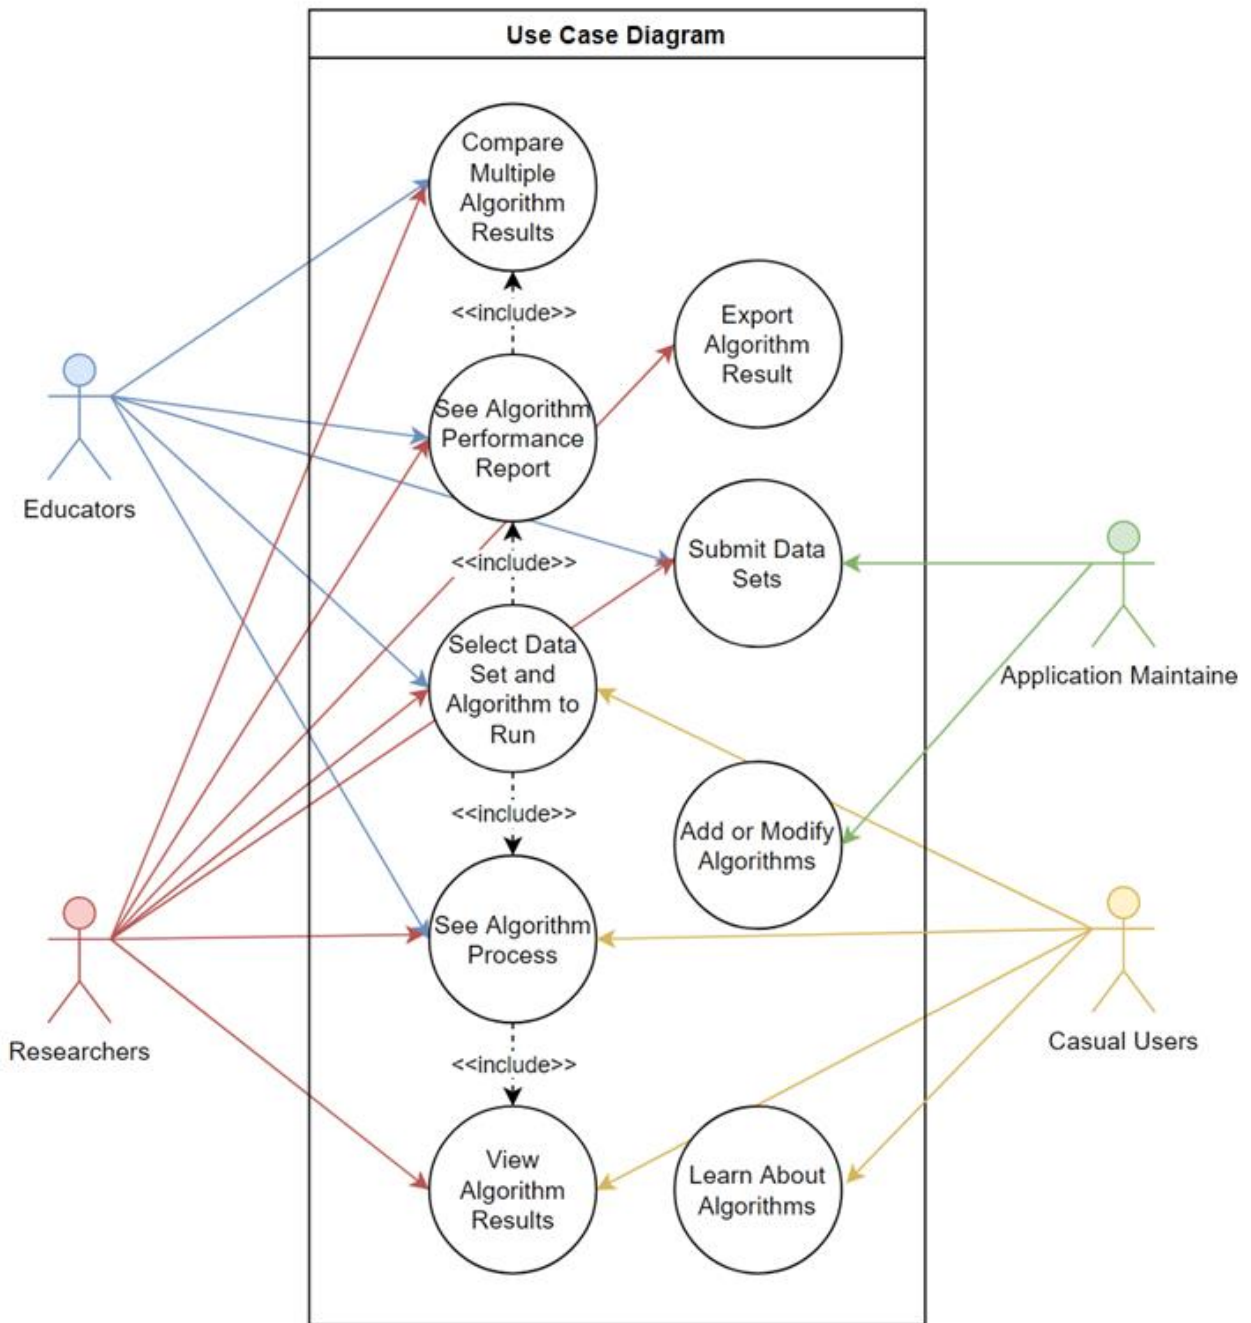 Use Case Diagram
Compare
Multiple
Algorithm
Results
<<include>>
Export
Algorithm
Result
See Algorithm
Performance
Report
Educators
<<include>>
Submit Data
Sets
Select Data
Set and
Algorithm to
Run
Application Maintaine
<<include>>
Add or Modify
Algorithms
See Algorithm
Process
Researchers
Casual Users
<<include>>
View
Algorithm
Results
Learn About
Algorithms